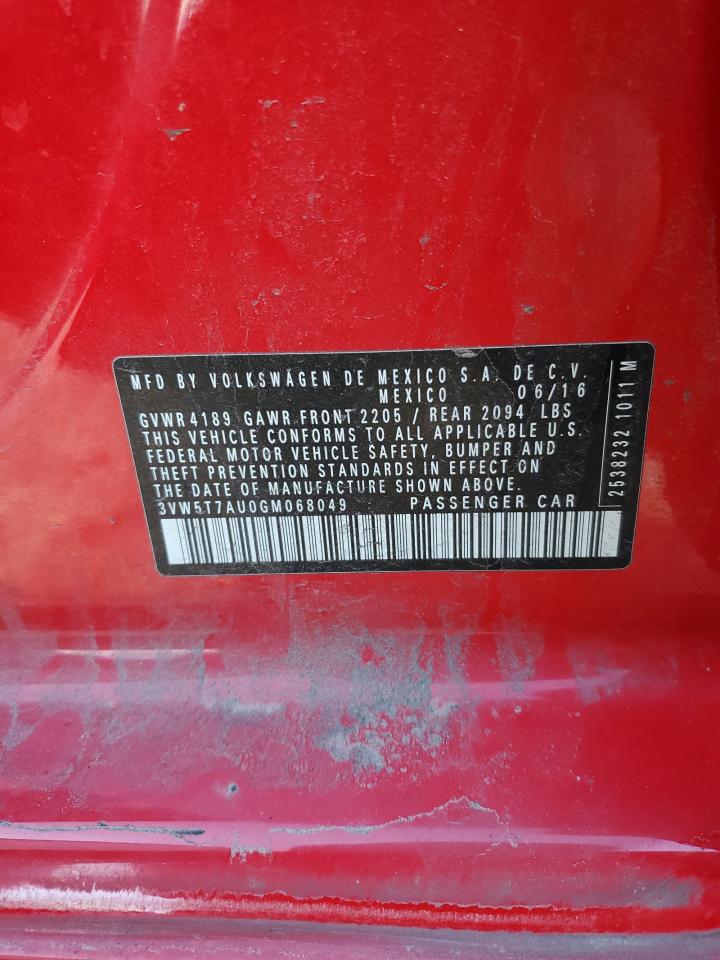 MFD BY VOLKSWAGEN DE MEXICO S.A. DE C.V.
MEXICO 06/16
GVWR 4189 GAWR FRONT 2205 / REAR 2094 LBS
THIS VEHICLE CONFORMS TO ALL APPLICABLE U.S.
FEDERAL MOTOR VEHICLE SAFETY, BUMPER AND
THEFT PREVENTION STANDARDS IN EFFECT ON
THE DATE OF MANUFACTURE SHOWN ABOVE.
3VW5T7AU0GM068049 PASSENGER CAR
2538232 1011 M